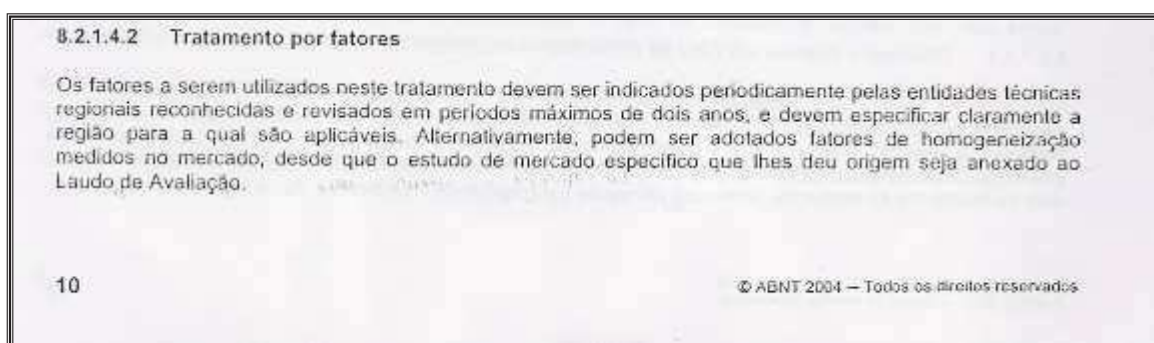 8.2.1.4.2 Tratamento por fatores
Os fatores a serem utilizados neste tratamento devem ser indicados periodicamente pelas entidades técnicas
regionais reconhecidas e revisados em períodos máximos de dois anos, e devem especificar claramente a
região para a qual são aplicáveis. Alternativamente, podem ser adotados fatores de homogeneização
medidos no mercado, desde que o estudo de mercado específico que lhes deu origem seja anexado ao
Laudo de Avaliação.
10
© ABNT 2004 – Todos os direitos reservados